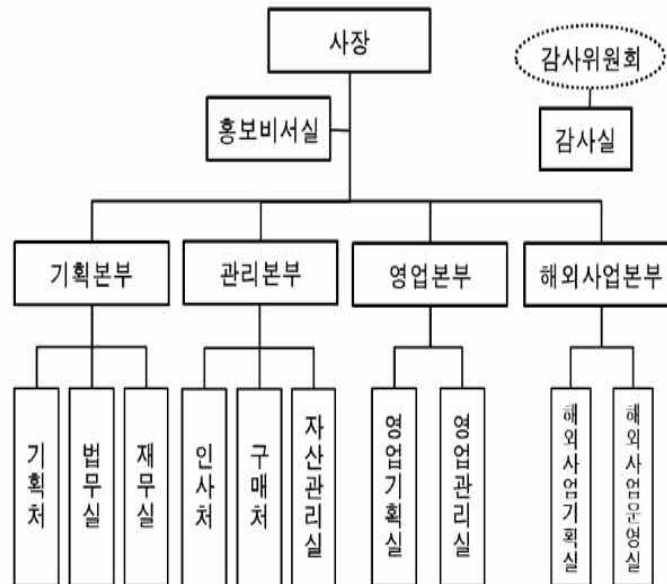 사장
감사위원회
홍보비서실
감사실
기획본부
관리본부
영업본부
해외사업본부
기획처
법무실
재무실
인사처
구매처
자산관리실
영업기획실
영업관리실
해외사업기획실
해외사업운영실